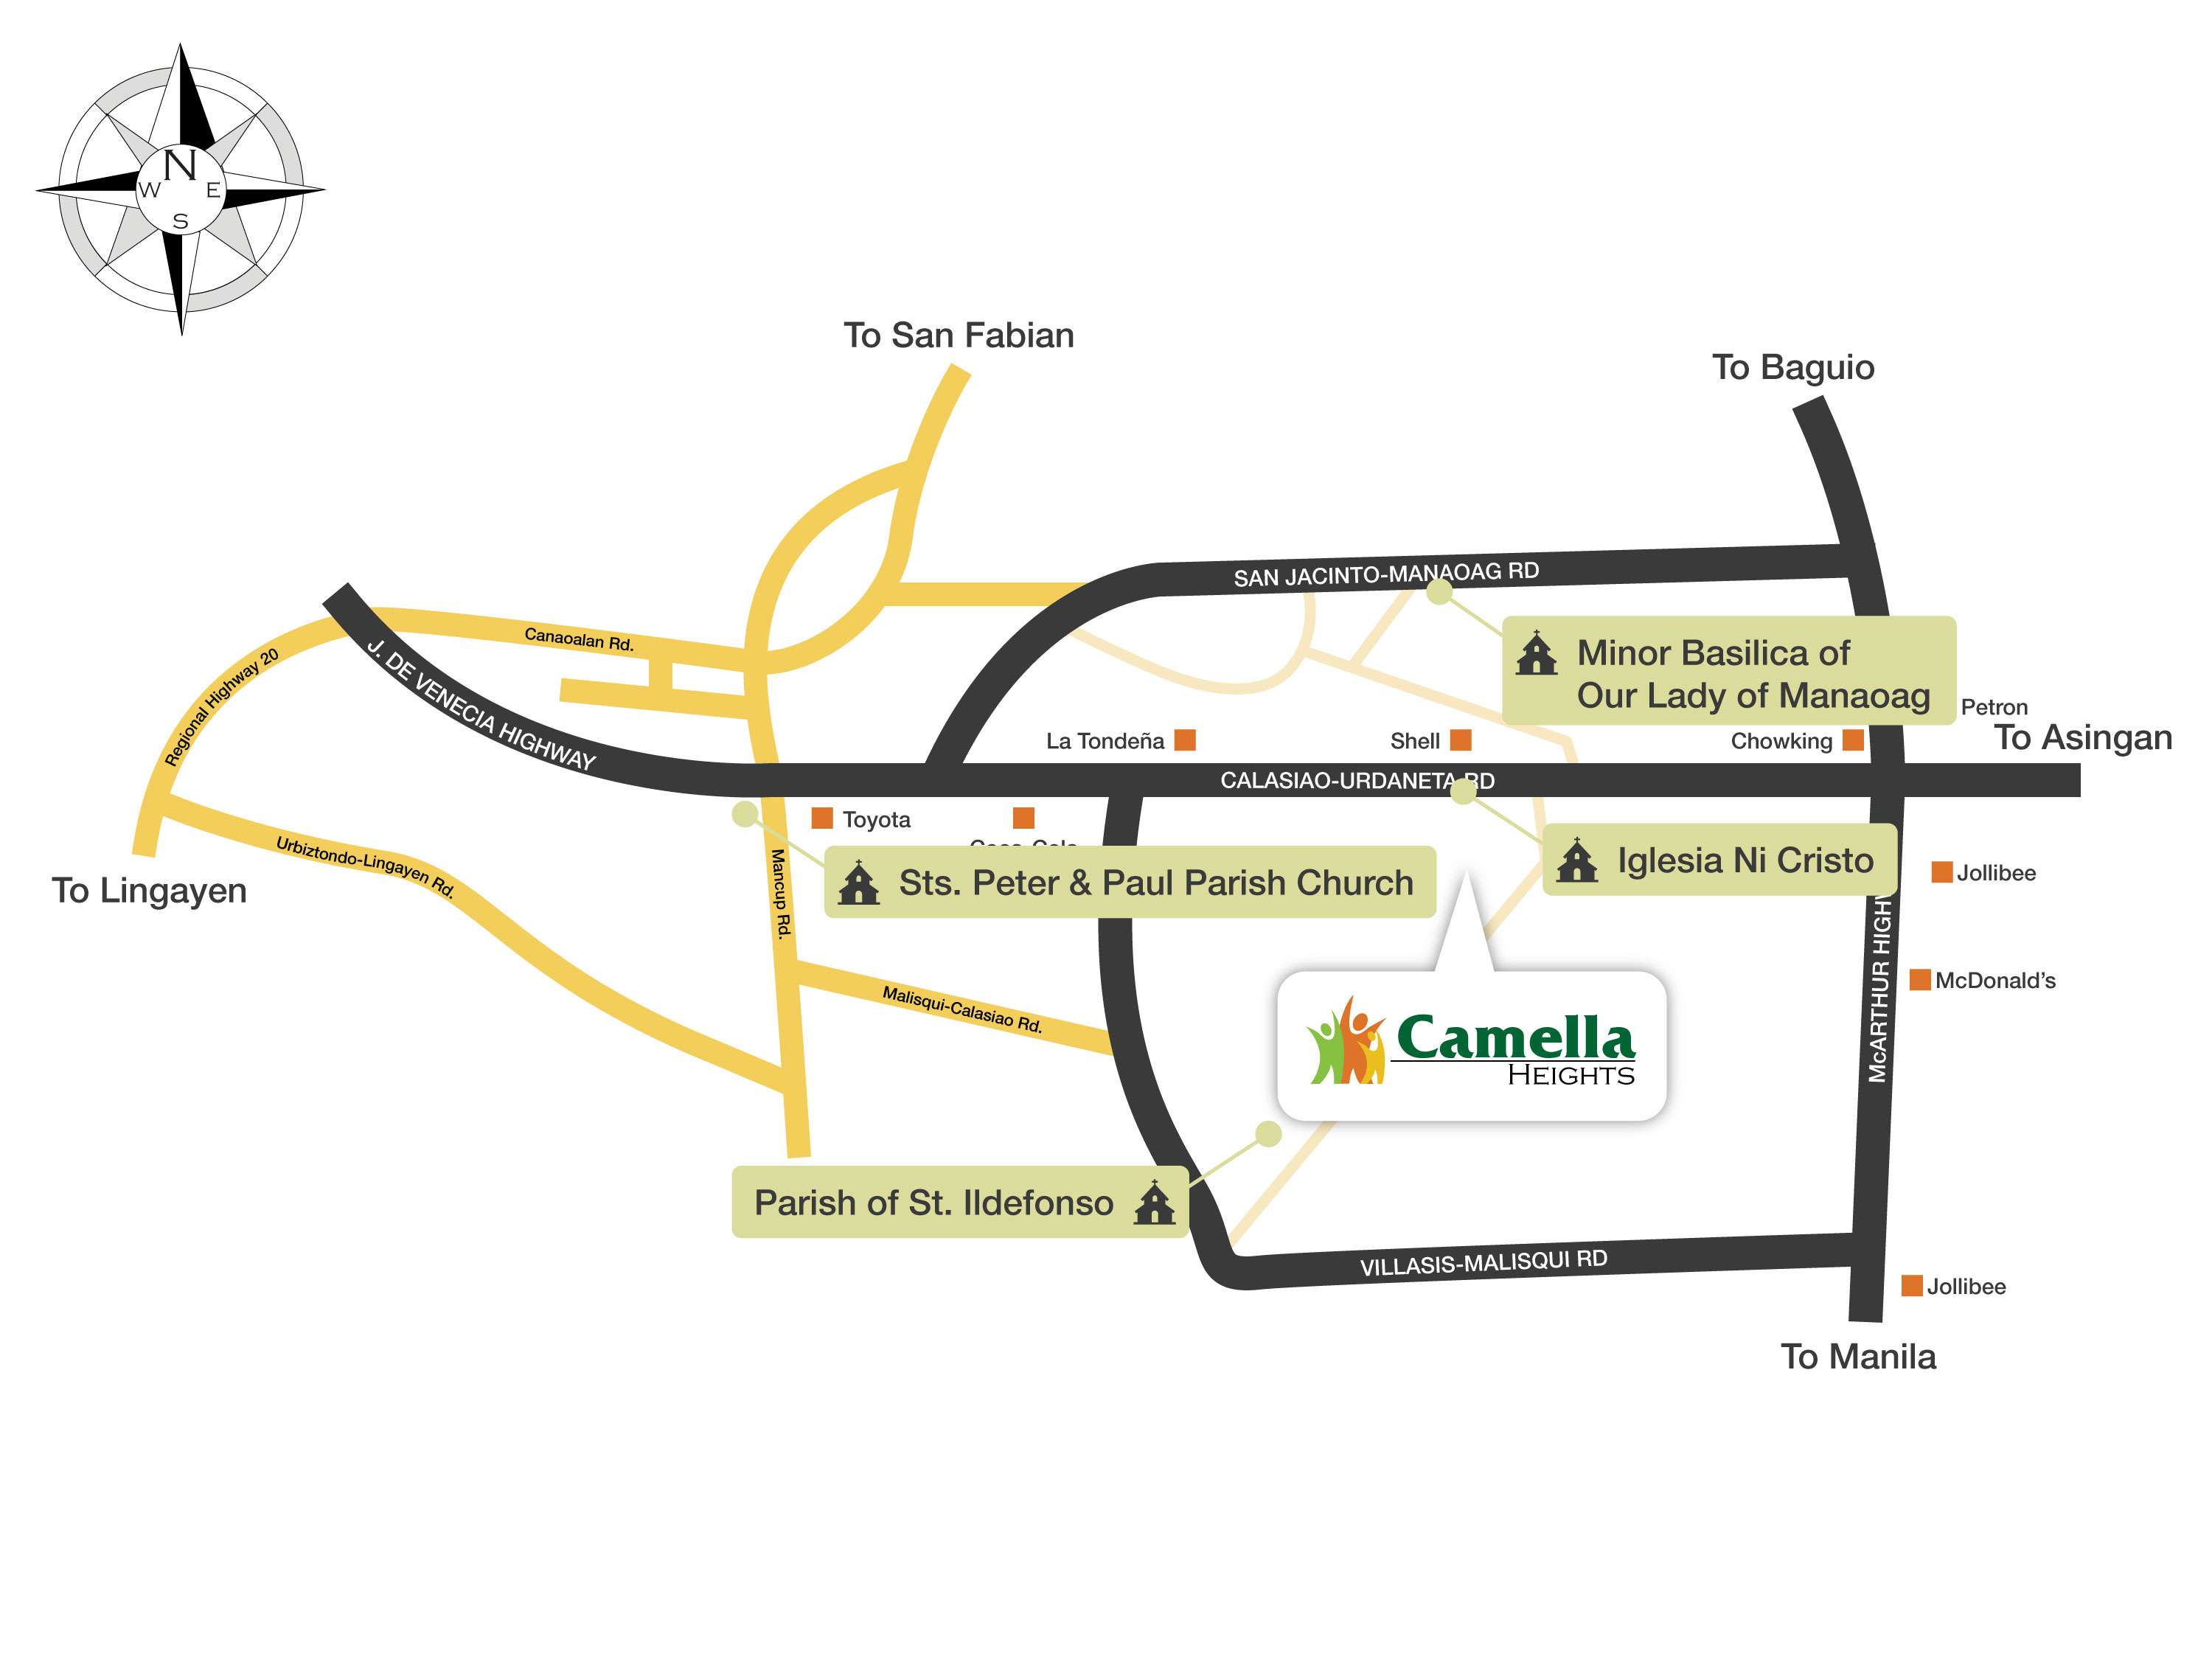 N
W
E
S
To San Fabian
To Baguio
SAN JACINTO-MANAOAG RD
Canaoalan Rd.
Regional Highway 20
J. DE VENECIA HIGHWAY
Minor Basilica of
Our Lady of Manaoag
Petron
La Tondeña
Shell
Chowking
To Asingan
CALASIAO-URDANETA RD
Toyota
Urbiztondo-Lingayen Rd.
To Lingayen
Mancup Rd.
Sts. Peter & Paul Parish Church
Iglesia Ni Cristo
Jollibee
McDonald's
McARTHUR
Malisqui-Calasiao Rd.
Camella
HEIGHTS
Parish of St. Ildefonso
VILLASIS-MALISQUI RD
Jollibee
To Manila